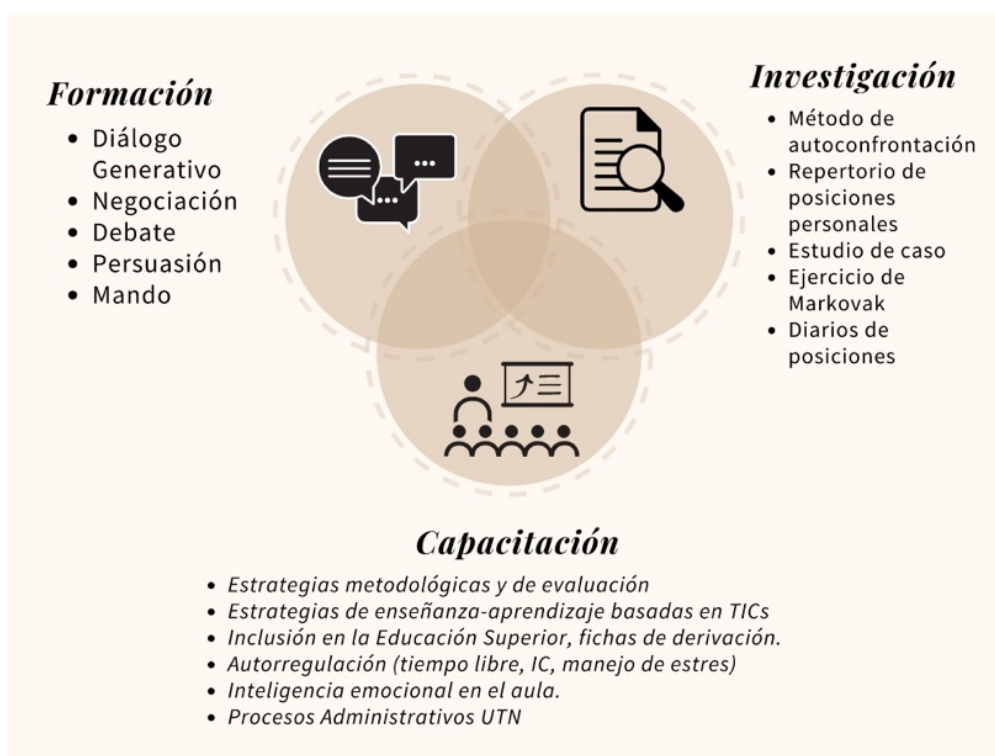 Formación
• Diálogo
Generativo
• Negociación
• Debate
• Persuasión
• Mando
Investigación
• Método de
autoconfrontación
• Repertorio de
posiciones
personales
• Estudio de caso
• Ejercicio de
Markovak
• Diarios de
posiciones
Capacitación
• Estrategias metodológicas y de evaluación
• Estrategias de enseñanza-aprendizaje basadas en TICs
• Inclusión en la Educación Superior, fichas de derivación.
• Autorregulación (tiempo libre, IC, manejo de estres)
• Inteligencia emocional en el aula.
• Procesos Administrativos UTN